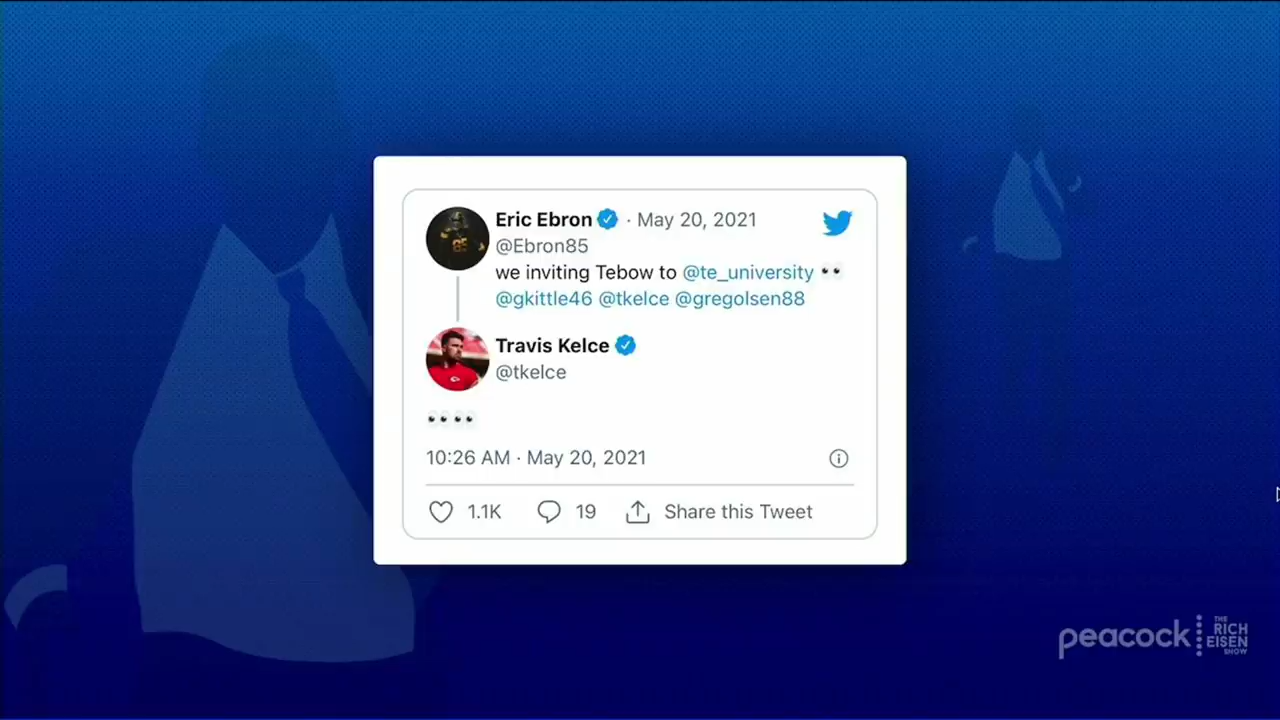 Eric Ebron · May 20, 2021
@Ebron85
we inviting Tebow to @te_university 👀
@gkittle46 @tkelce @gregolsen88
Travis Kelce
@tkelce
👀👀
10:26 AM · May 20, 2021
1.1K 19 Share this Tweet
peacock THE RICH EISEN SHOW